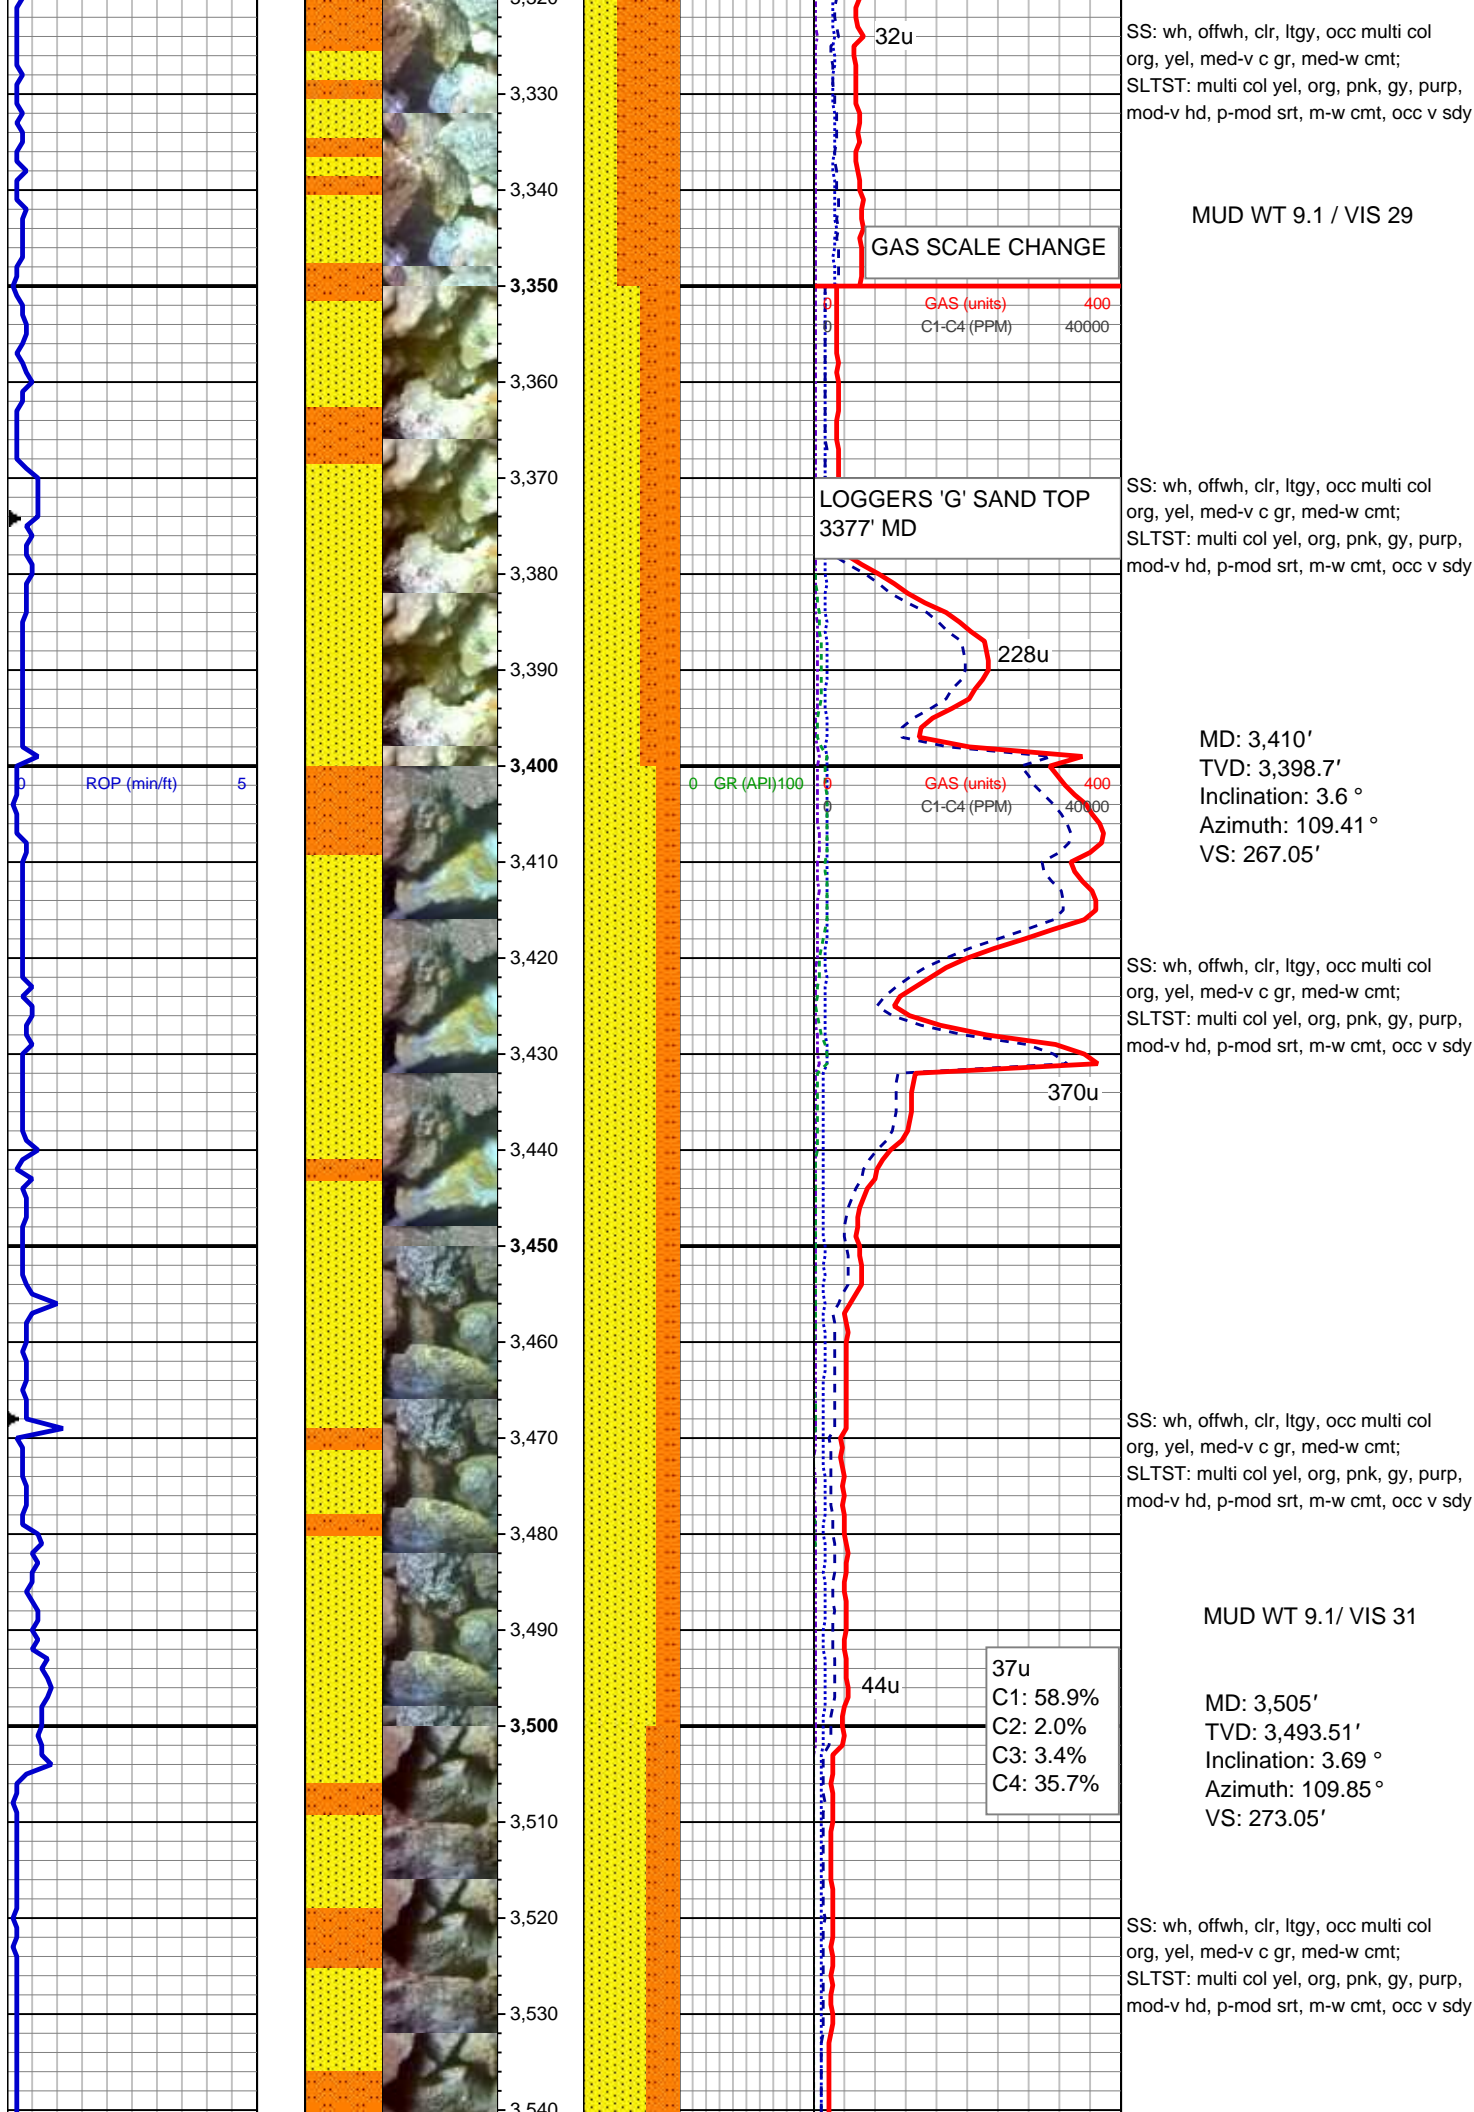 3,320
32u
SS: wh, offwh, clr, ltgy, occ multi col
org, yel, med-v c gr, med-w cmt;
SLTST: multi col yel, org, pnk, gy, purp,
mod-v hd, p-mod srt, m-w cmt, occ v sdy
3,330
3,340
MUD WT 9.1 / VIS 29
GAS SCALE CHANGE
3,350
0 GAS (units) 400
0 C1-C4 (PPM) 40000
3,360
3,370
LOGGERS 'G' SAND TOP
3377' MD
SS: wh, offwh, clr, ltgy, occ multi col
org, yel, med-v c gr, med-w cmt;
SLTST: multi col yel, org, pnk, gy, purp,
mod-v hd, p-mod srt, m-w cmt, occ v sdy
3,380
228u
3,390
MD: 3,410′
TVD: 3,398.7′
Inclination: 3.6 °
Azimuth: 109.41°
VS: 267.05′
3,400
0 ROP (min/ft) 5
0 GR (API)100
0 GAS (units) 400
0 C1-C4 (PPM) 40000
3,410
3,420
SS: wh, offwh, clr, ltgy, occ multi col
org, yel, med-v c gr, med-w cmt;
SLTST: multi col yel, org, pnk, gy, purp,
mod-v hd, p-mod srt, m-w cmt, occ v sdy
3,430
370u
3,440
3,450
3,460
3,470
SS: wh, offwh, clr, ltgy, occ multi col
org, yel, med-v c gr, med-w cmt;
SLTST: multi col yel, org, pnk, gy, purp,
mod-v hd, p-mod srt, m-w cmt, occ v sdy
3,480
3,490
MUD WT 9.1/ VIS 31
44u
37u
C1: 58.9%
C2: 2.0%
C3: 3.4%
C4: 35.7%
3,500
MD: 3,505′
TVD: 3,493.51′
Inclination: 3.69 °
Azimuth: 109.85°
VS: 273.05′
3,510
3,520
SS: wh, offwh, clr, ltgy, occ multi col
org, yel, med-v c gr, med-w cmt;
SLTST: multi col yel, org, pnk, gy, purp,
mod-v hd, p-mod srt, m-w cmt, occ v sdy
3,530
3,540